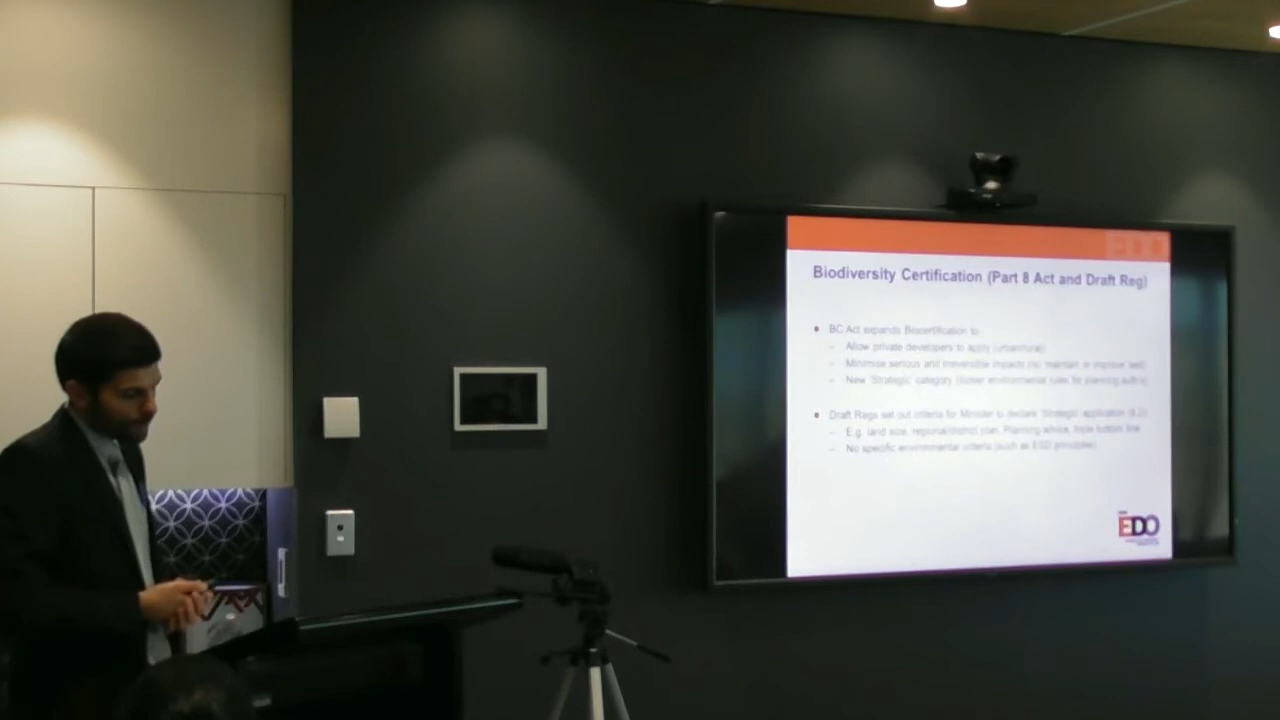 EDO
Biodiversity Certification (Part 8 Act and Draft Reg)
• BC Act expands Biocertification to:
– Allow private developers to apply (urban/rural)
– Minimise serious and irreversible impacts (no 'maintain or improve' test)
– New 'Strategic' category (looser environmental rules for planning auth's)
• Draft Regs set out criteria for Minister to declare 'Strategic' application (8.2)
– E.g. land size, regional/district plan, Planning advice, triple bottom line
– No specific environmental criteria (such as ESD principles)
EDO